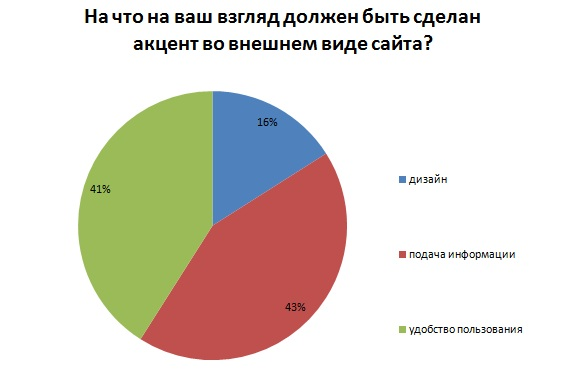 На что на ваш взгляд должен быть сделан
акцент во внешнем виде сайта?
16%
41%
43%
дизайн
подача информации
удобство пользования